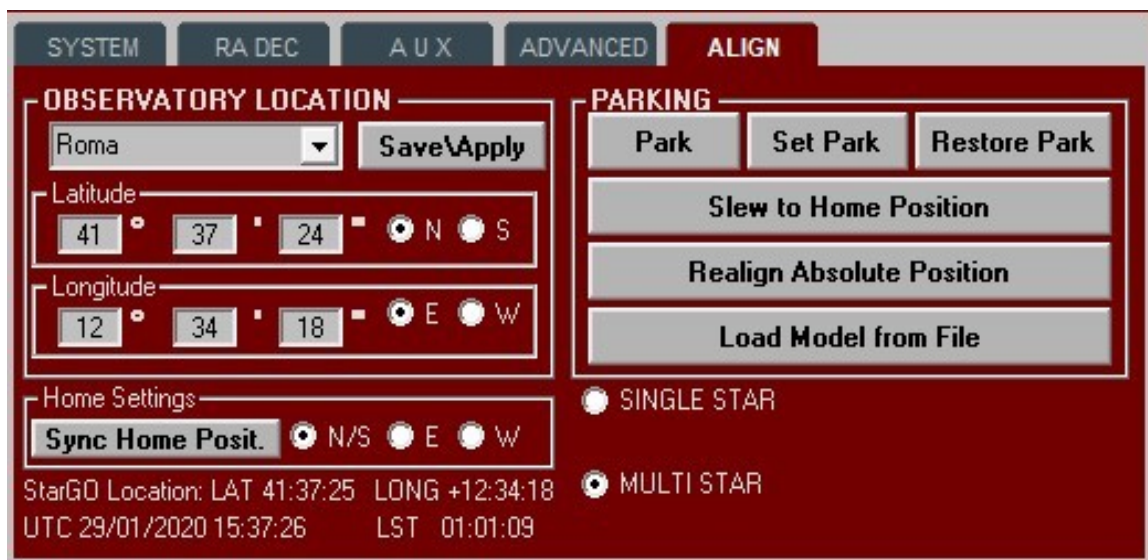 SYSTEM RA DEC A U X ADVANCED ALIGN
OBSERVATORY LOCATION
Roma Save\Apply
Latitude
41 ° 37 ' 24 " N S
Longitude
12 ° 34 ' 18 " E W
Home Settings
Sync Home Posit. N/S E W
StarGO Location: LAT 41:37:25 LONG +12:34:18
UTC 29/01/2020 15:37:26 LST 01:01:09
PARKING
Park Set Park Restore Park
Slew to Home Position
Realign Absolute Position
Load Model from File
SINGLE STAR
MULTI STAR